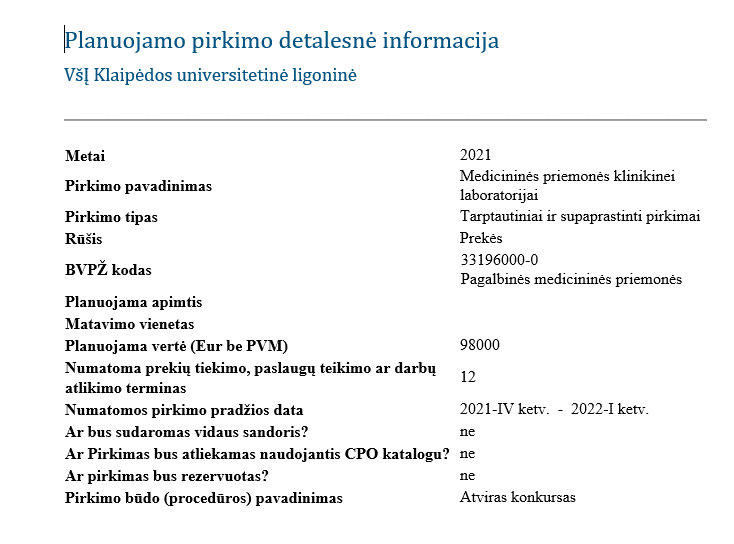 Planuojamo pirkimo detalesnė informacija
VšĮ Klaipėdos universitetinė ligoninė
Metai 2021
Pirkimo pavadinimas Medicininės priemonės klinikinei
laboratorijai
Pirkimo tipas Tarptautiniai ir supaprastinti pirkimai
Rūšis Prekės
BVPŽ kodas 33196000-0
Pagalbinės medicininės priemonės
Planuojama apimtis
Matavimo vienetas
Planuojama vertė (Eur be PVM) 98000
Numatoma prekių tiekimo, paslaugų teikimo ar darbų
atlikimo terminas 12
Numatomos pirkimo pradžios data 2021-IV ketv. - 2022-I ketv.
Ar bus sudaromas vidaus sandoris? ne
Ar Pirkimas bus atliekamas naudojantis CPO katalogu? ne
Ar pirkimas bus rezervuotas? ne
Pirkimo būdo (procedūros) pavadinimas Atviras konkursas